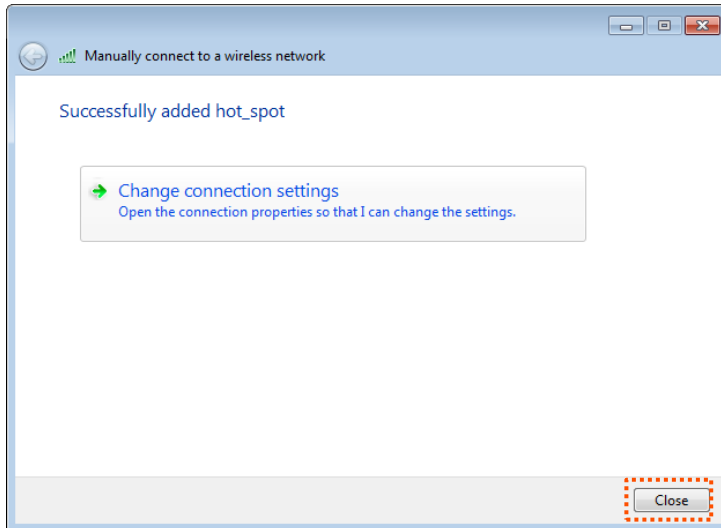 Manually connect to a wireless network
Successfully added hot_spot
Change connection settings
Open the connection properties so that I can change the settings.
Close